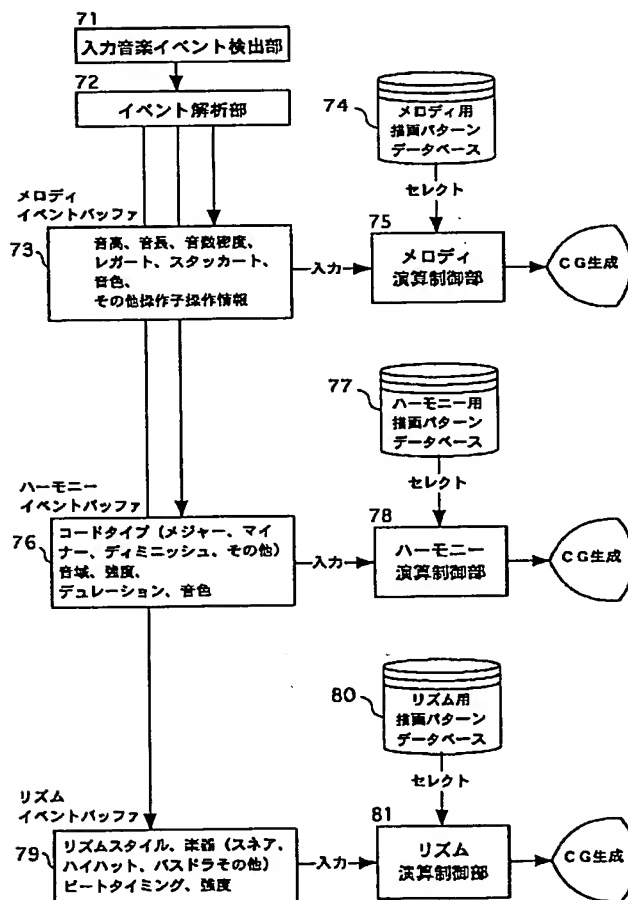 71
入力音楽イベント検出部
72
イベント解析部
74
メロディ用
描画パターン
データベース
セレクト
メロディ
イベントバッファ
73
音高、音長、音数密度、
レガート、スタッカート、
音色、
その他操作子操作情報
入力
75
メロディ
演算制御部
CG生成
77
ハーモニー用
描画パターン
データベース
セレクト
ハーモニー
イベントバッファ
76
コードタイプ（メジャー、マイ
ナー、ディミニッシュ、その他）
音域、強度、
デュレーション、音色
入力
78
ハーモニー
演算制御部
CG生成
80
リズム用
描画パターン
データベース
セレクト
リズム
イベントバッファ
79
リズムスタイル、楽器（スネア、
ハイハット、バスドラその他）
ビートタイミング、強度
入力
81
リズム
演算制御部
CG生成